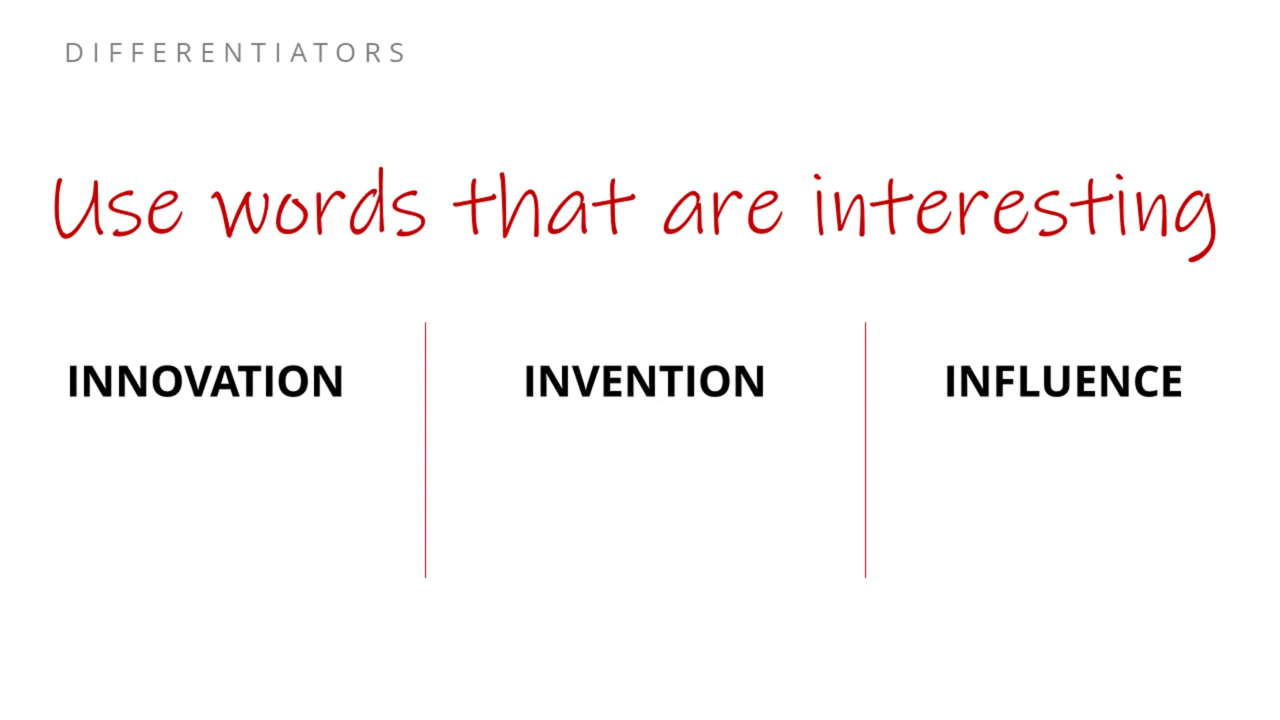 DIFFERENTIATORS
Use words that are interesting
INNOVATION
INVENTION
INFLUENCE